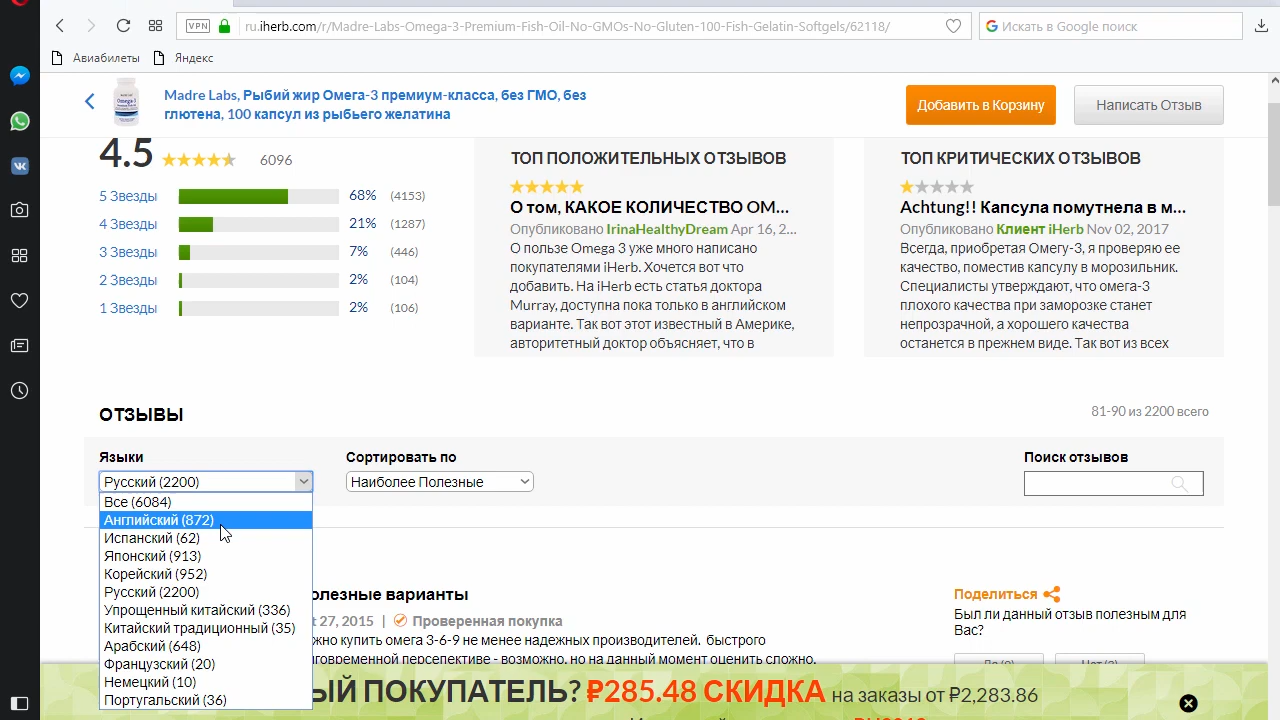 VPN
ru.iherb.com/r/Madre-Labs-Omega-3-Premium-Fish-Oil-No-GMOs-No-Gluten-100-Fish-Gelatin-Softgels/62118/
Искать в Google поиск
Авиабилеты
Яндекс
Madre Labs, Рыбий жир Омега-3 премиум-класса, без ГМО, без
глютена, 100 капсул из рыбьего желатина
Добавить в Корзину
Написать Отзыв
4.5
6096
5 Звезды 68% (4153)
4 Звезды 21% (1287)
3 Звезды 7% (446)
2 Звезды 2% (104)
1 Звезды 2% (106)
ТОП ПОЛОЖИТЕЛЬНЫХ ОТЗЫВОВ
О том, КАКОЕ КОЛИЧЕСТВО ОМ...
Опубликовано IrinaHealthyDream Apr 16, 2...
О пользе Omega 3 уже много написано
покупателями iHerb. Хочется вот что
добавить. На iHerb есть статья доктора
Murray, доступна пока только в английском
варианте. Так вот этот известный в Америке,
авторитетный доктор объясняет, что в
ТОП КРИТИЧЕСКИХ ОТЗЫВОВ
Achtung!! Капсула помутнела в м...
Опубликовано Клиент iHerb Nov 02, 2017
Всегда, приобретая Омегу-3, я проверяю ее
качество, поместив капсулу в морозильник.
Специалисты утверждают, что омега-3
плохого качества при заморозке станет
непрозрачной, а хорошего качества
останется в прежнем виде. Так вот из всех
ОТЗЫВЫ
81-90 из 2200 всего
Языки
Сортировать по
Поиск отзывов
Русский (2200)
Наиболее Полезные
Все (6084)
Английский (872)
Испанский (62)
Японский (913)
Корейский (952)
Русский (2200)
Упрощенный китайский (336)
Китайский традиционный (35)
Арабский (648)
Французский (20)
Немецкий (10)
Португальский (36)
олезные варианты
t 27, 2015 | Проверенная покупка
жно купить омега 3-6-9 не менее надежных производителей. быстрого
говременной перспективе - возможно, но на данный момент оценить сложно.
Поделиться
Был ли данный отзыв полезным для
Вас?
ЫЙ ПОКУПАТЕЛЬ? ₽285.48 СКИДКА на заказы от ₽2,283.86